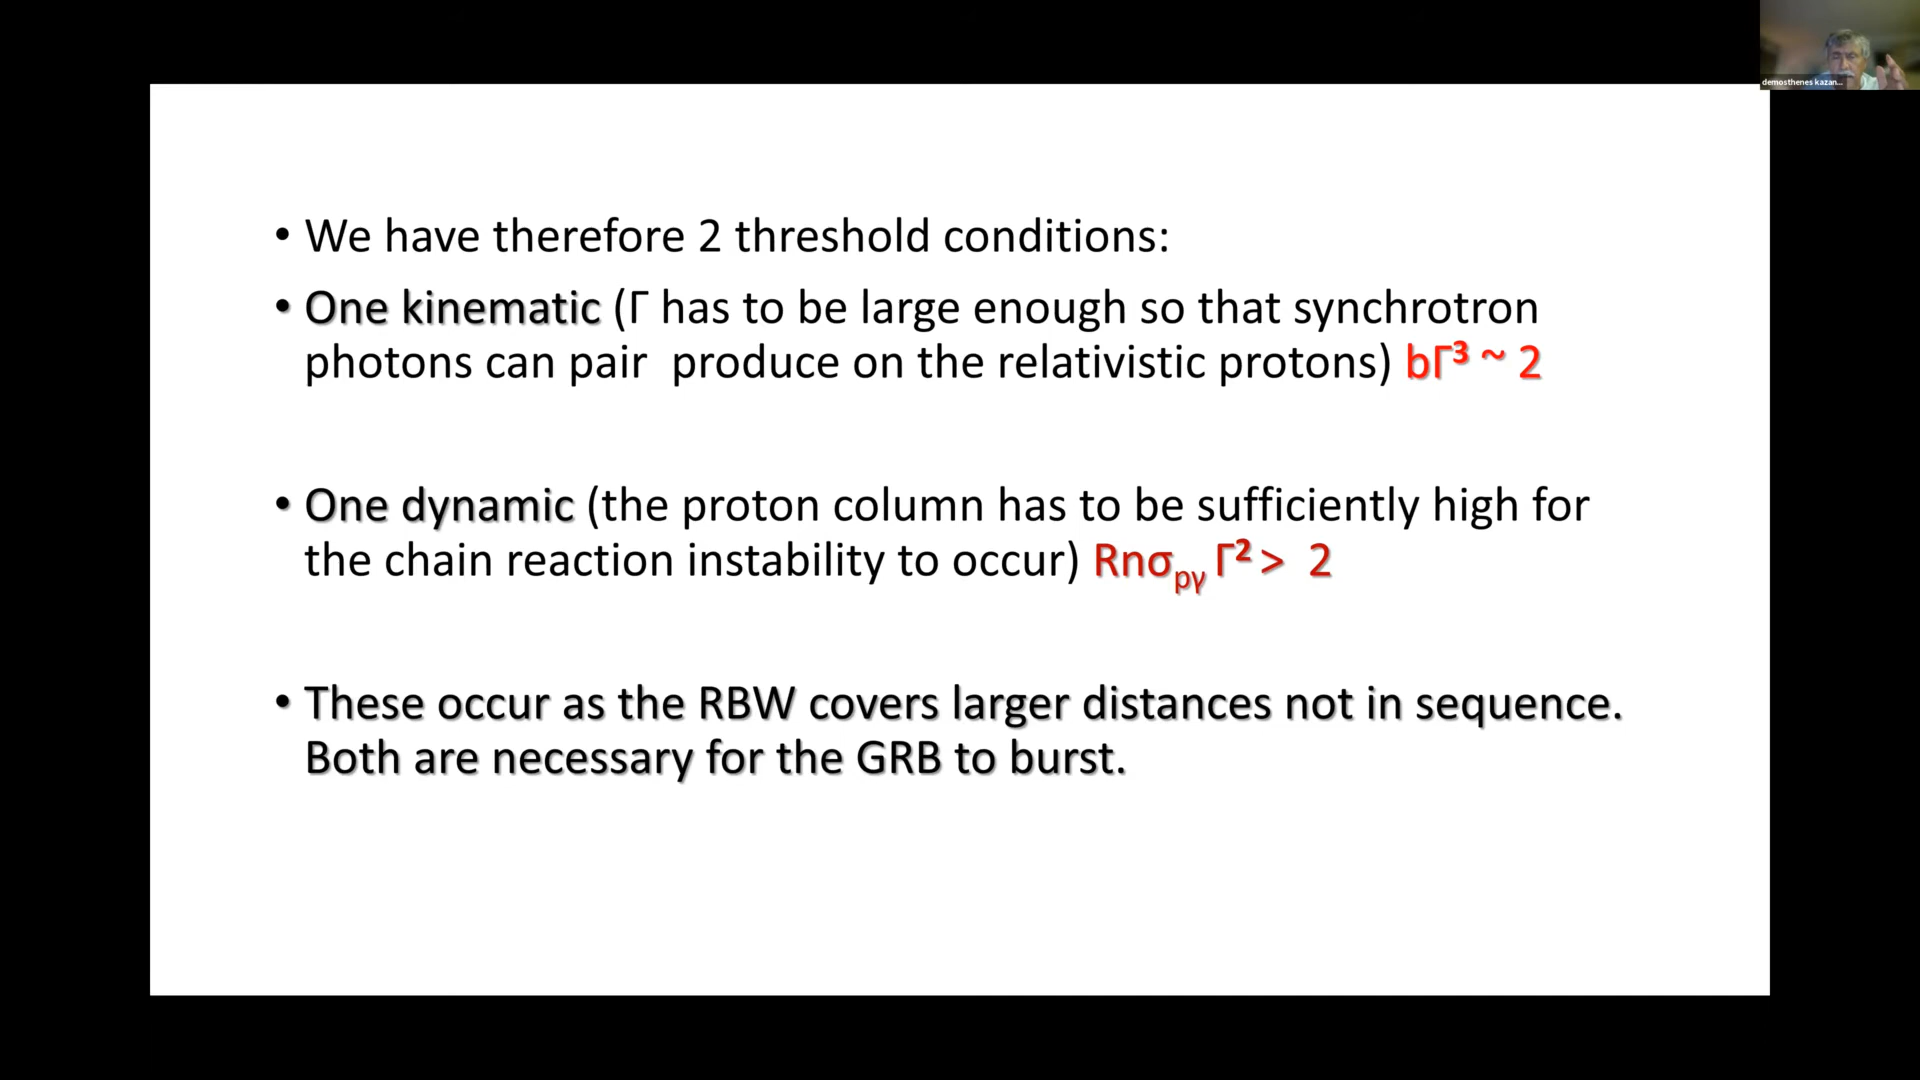 demosthenes kazan...
• We have therefore 2 threshold conditions:
• One kinematic (Γ has to be large enough so that synchrotron
photons can pair produce on the relativistic protons) bΓ³ ~ 2
• One dynamic (the proton column has to be sufficiently high for
the chain reaction instability to occur) Rnσpγ Γ² > 2
• These occur as the RBW covers larger distances not in sequence.
Both are necessary for the GRB to burst.